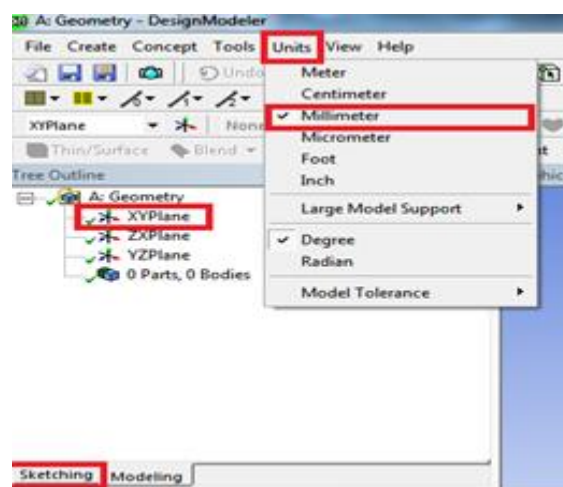 A: Geometry - DesignModeler
File Create Concept Tools Units View Help
Undo
Meter
Centimeter
Millimeter
Micrometer
Foot
Inch
Large Model Support
Degree
Radian
Model Tolerance
XYPlane
Thin/Surface Blend
Tree Outline
A: Geometry
XYPlane
ZXPlane
YZPlane
0 Parts, 0 Bodies
Sketching Modeling